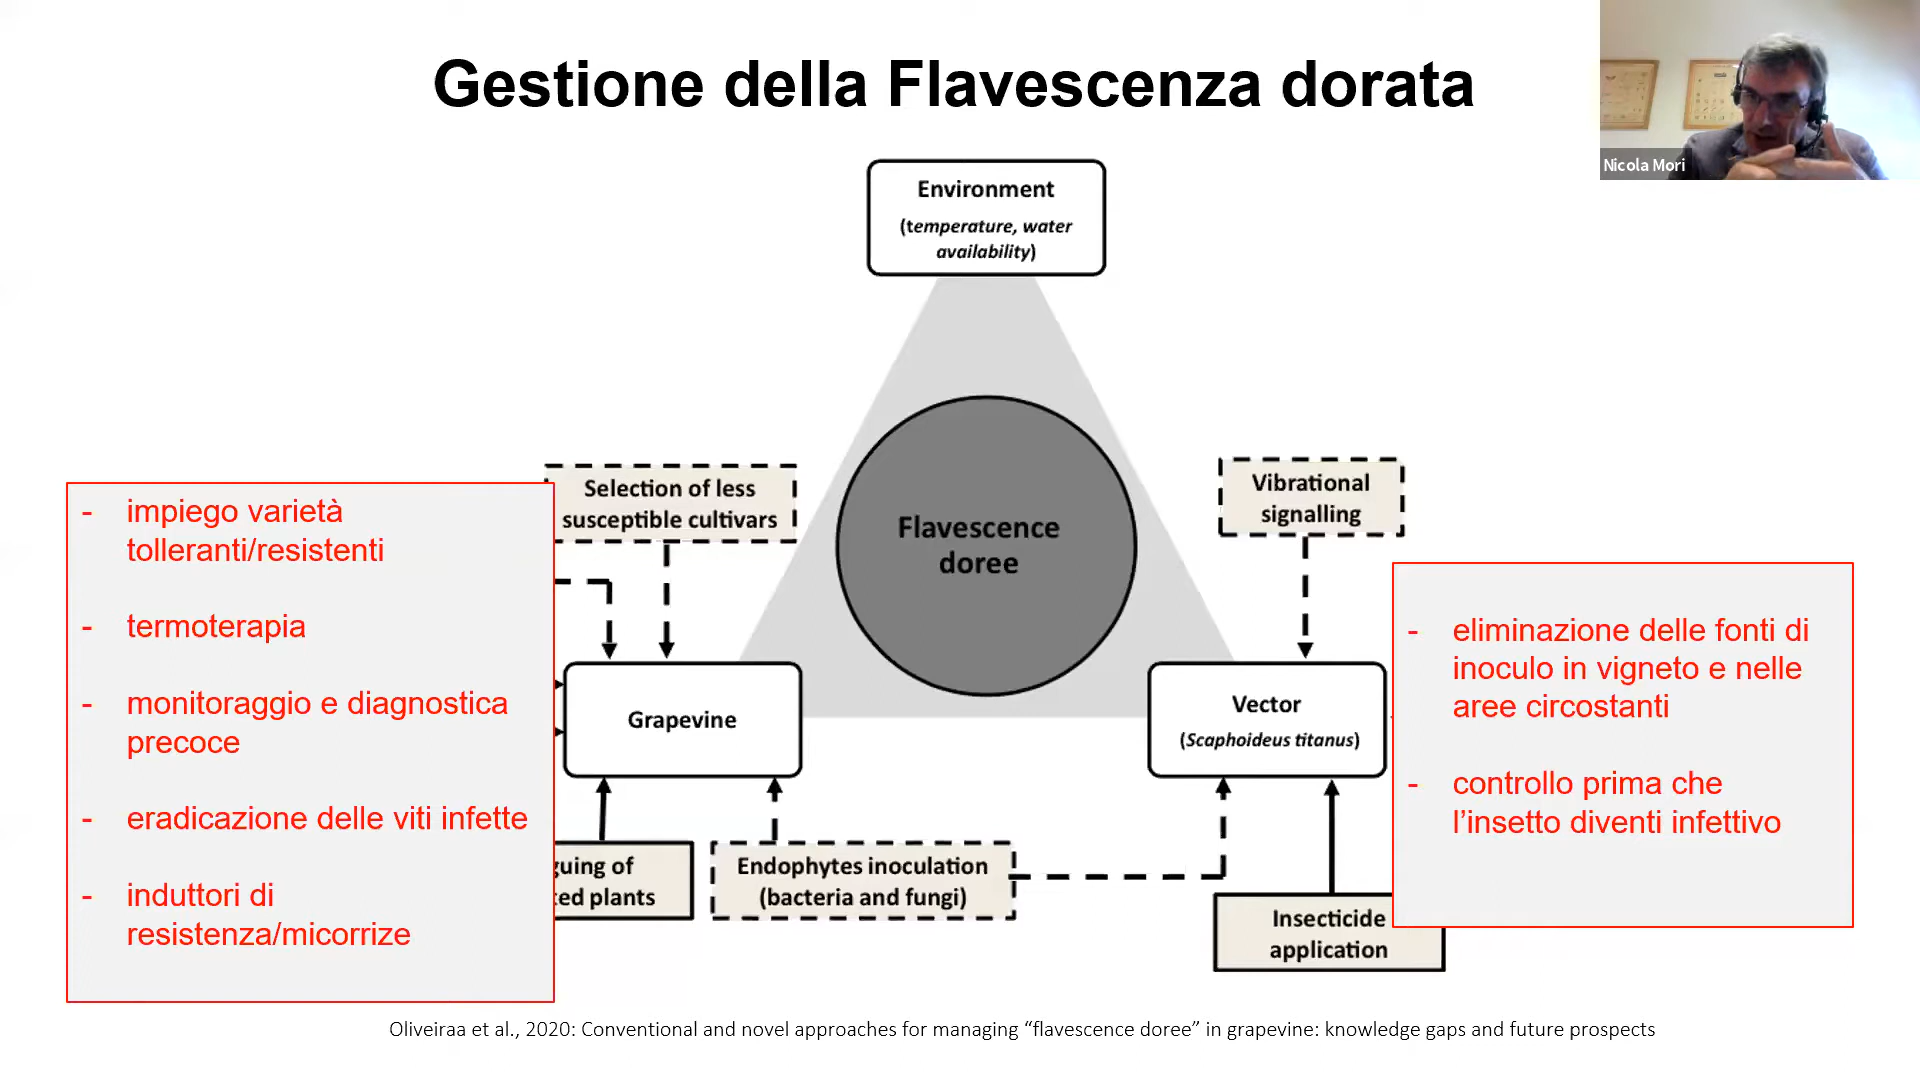 Gestione della Flavescenza dorata
Nicola Mori
Environment
(temperature, water
availability)
Selection of less
susceptible cultivars
Vibrational
signalling
Flavescence
doree
- impiego varietà
tolleranti/resistenti
- termoterapia
- monitoraggio e diagnostica
precoce
- eradicazione delle viti infette
- induttori di
resistenza/micorrize
Grapevine
Vector
(Scaphoideus titanus)
- eliminazione delle fonti di
inoculo in vigneto e nelle
aree circostanti
- controllo prima che
l'insetto diventi infettivo
guing of
ed plants
Endophytes inoculation
(bacteria and fungi)
Insecticide
application
Oliveiraa et al., 2020: Conventional and novel approaches for managing “flavescence doree” in grapevine: knowledge gaps and future prospects